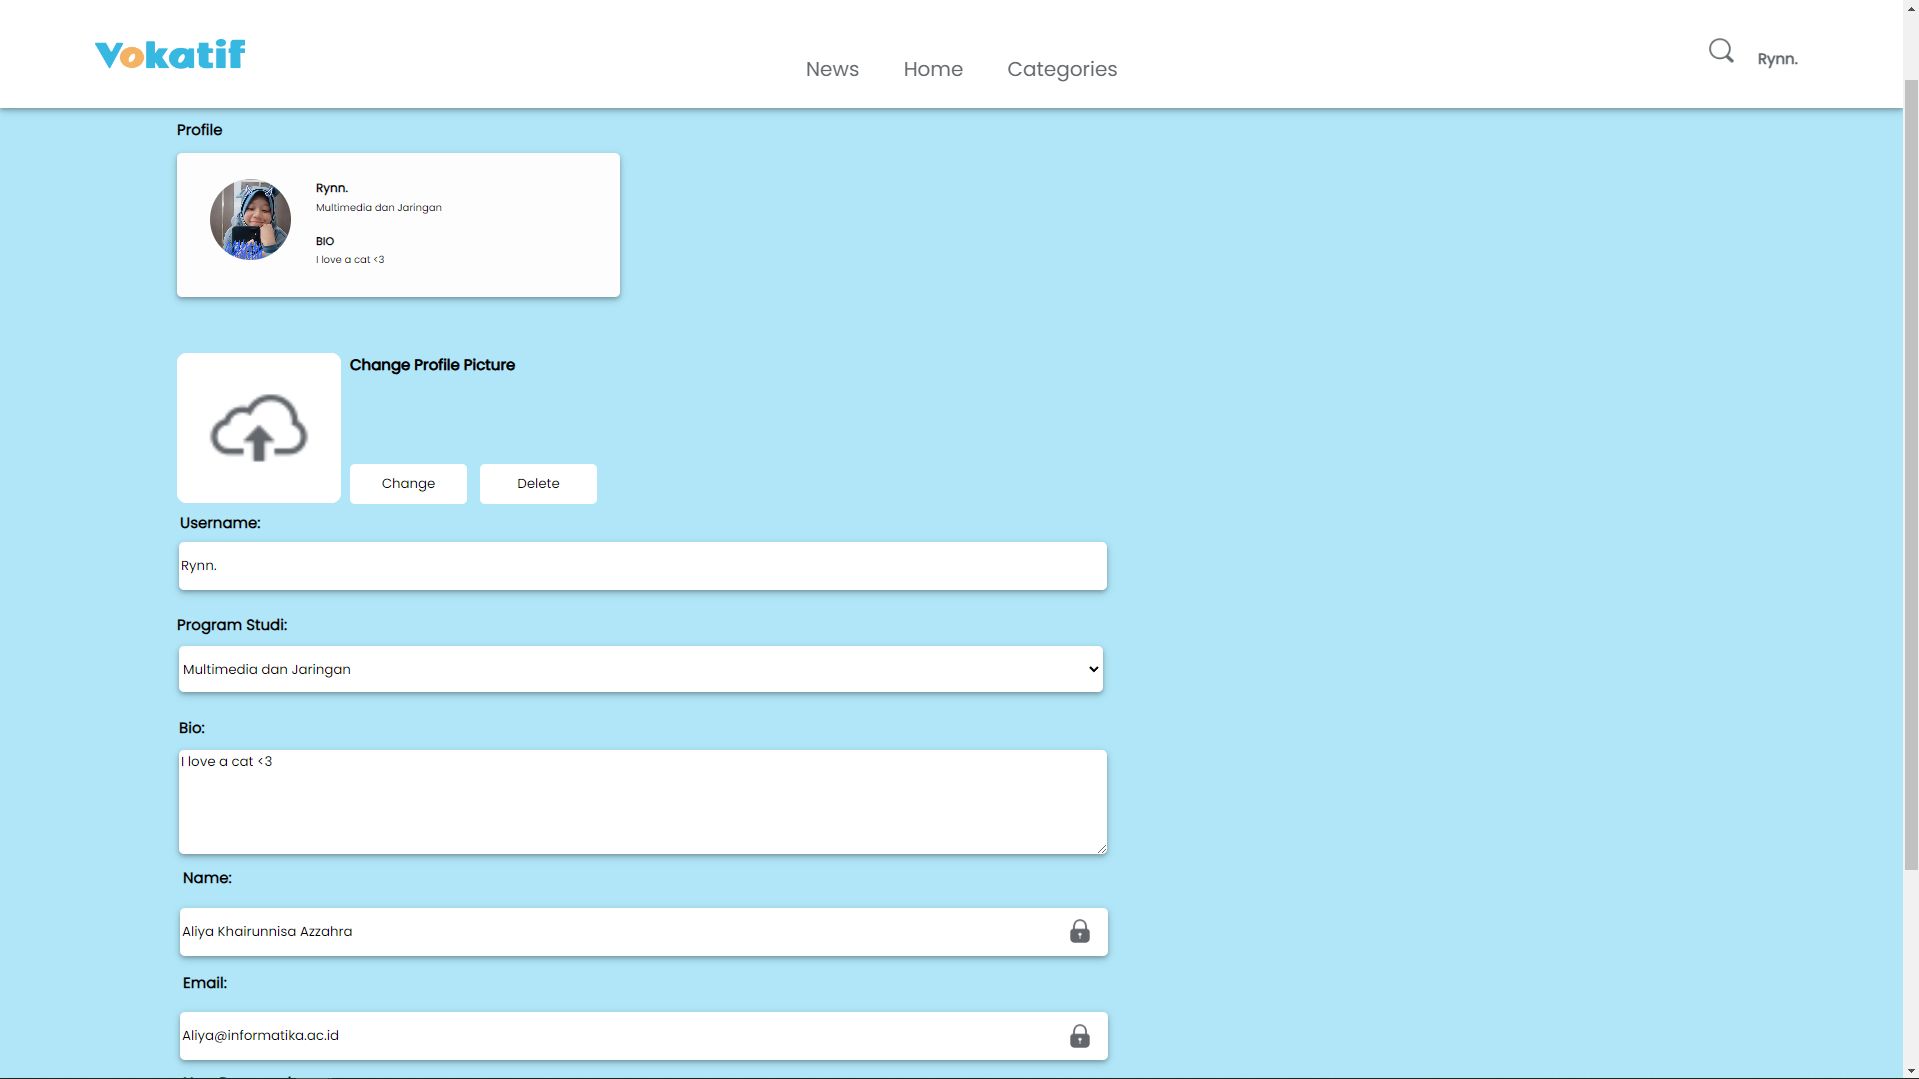 Vokatif
News Home Categories
Rynn.
Profile
Rynn.
Multimedia dan Jaringan
BIO
I love a cat <3
Change Profile Picture
Change Delete
Username:
Rynn.
Program Studi:
Multimedia dan Jaringan
Bio:
I love a cat <3
Name:
Aliya Khairunnisa Azzahra
Email:
Aliya@informatika.ac.id